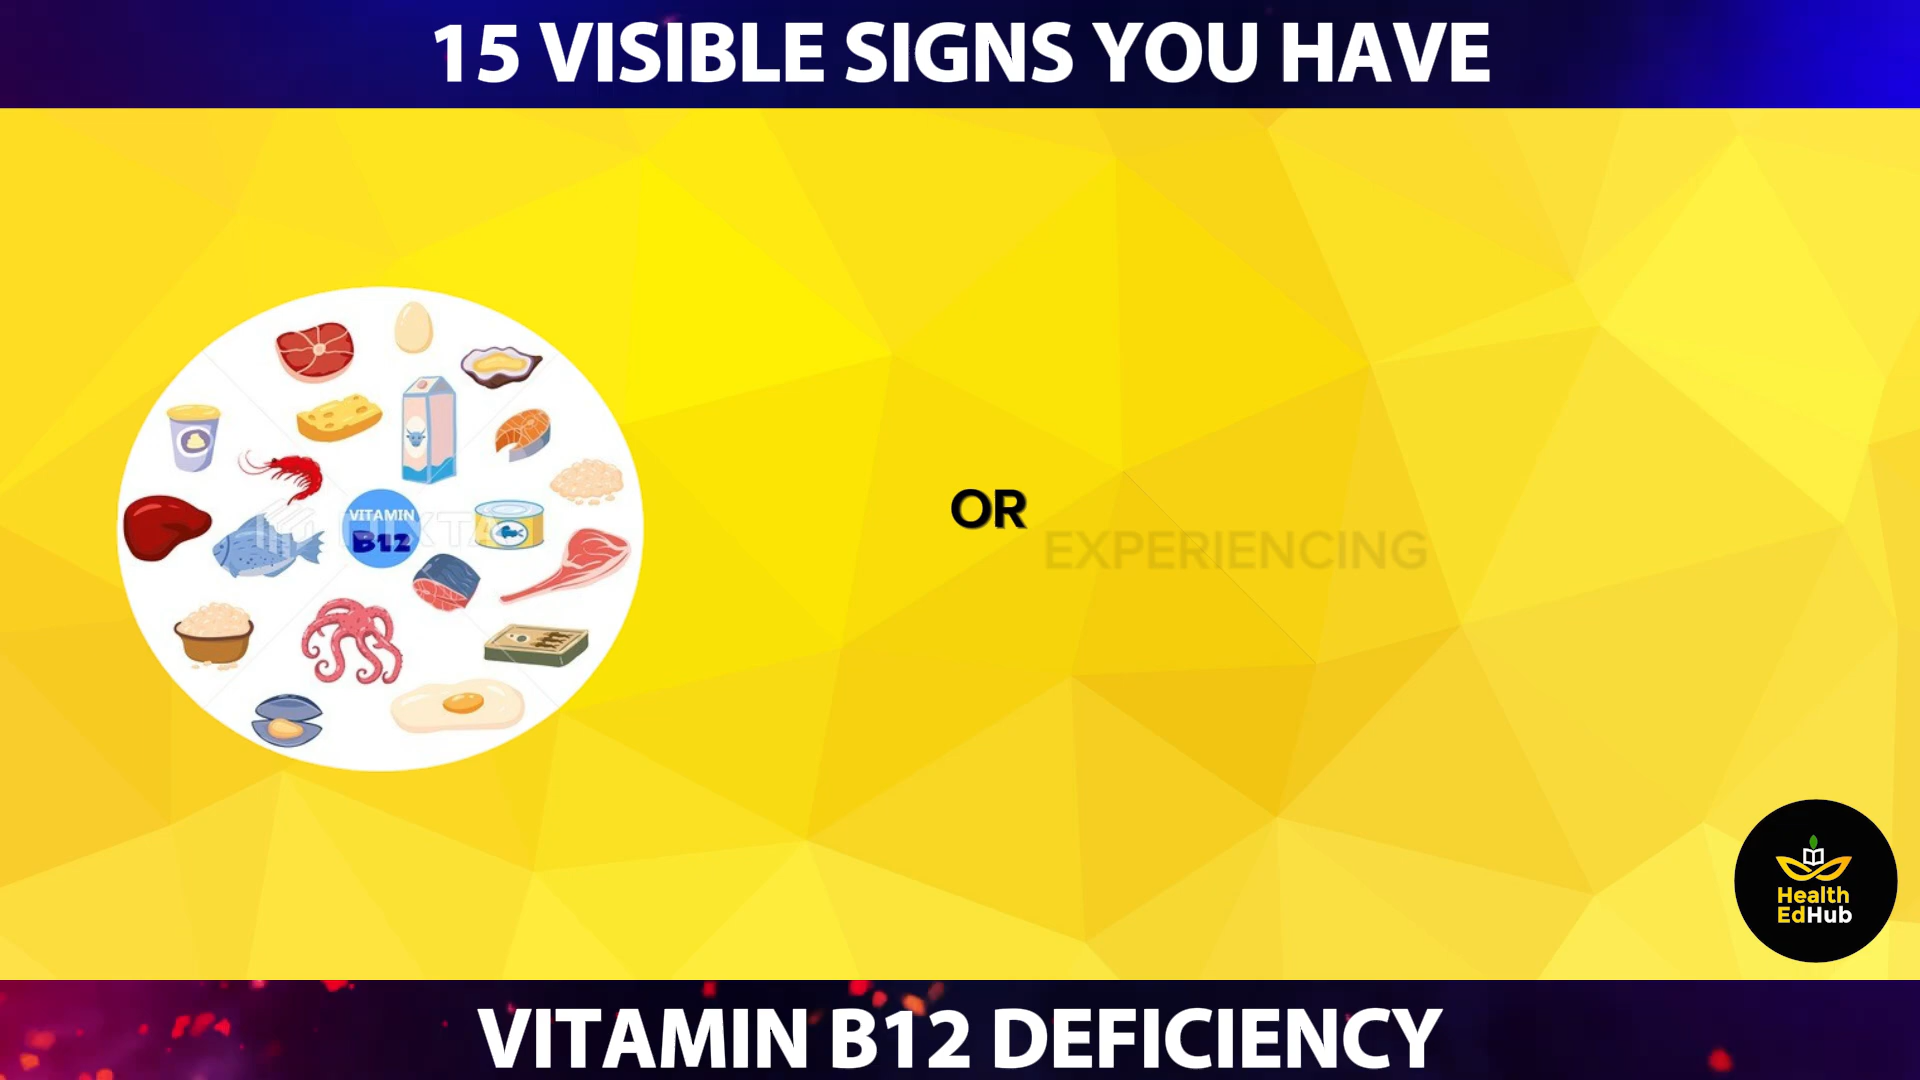 15 VISIBLE SIGNS YOU HAVE
VITAMIN
B12
OR
EXPERIENCING
Health
EdHub
VITAMIN B12 DEFICIENCY